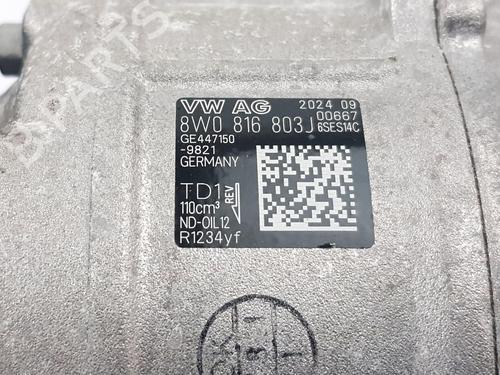 VW AG 2024 09
8W0 816 803J 00667
6SES14C
GE447150
-9821
GERMANY
TD1 REV
110cm³
ND-OIL12
R1234yf